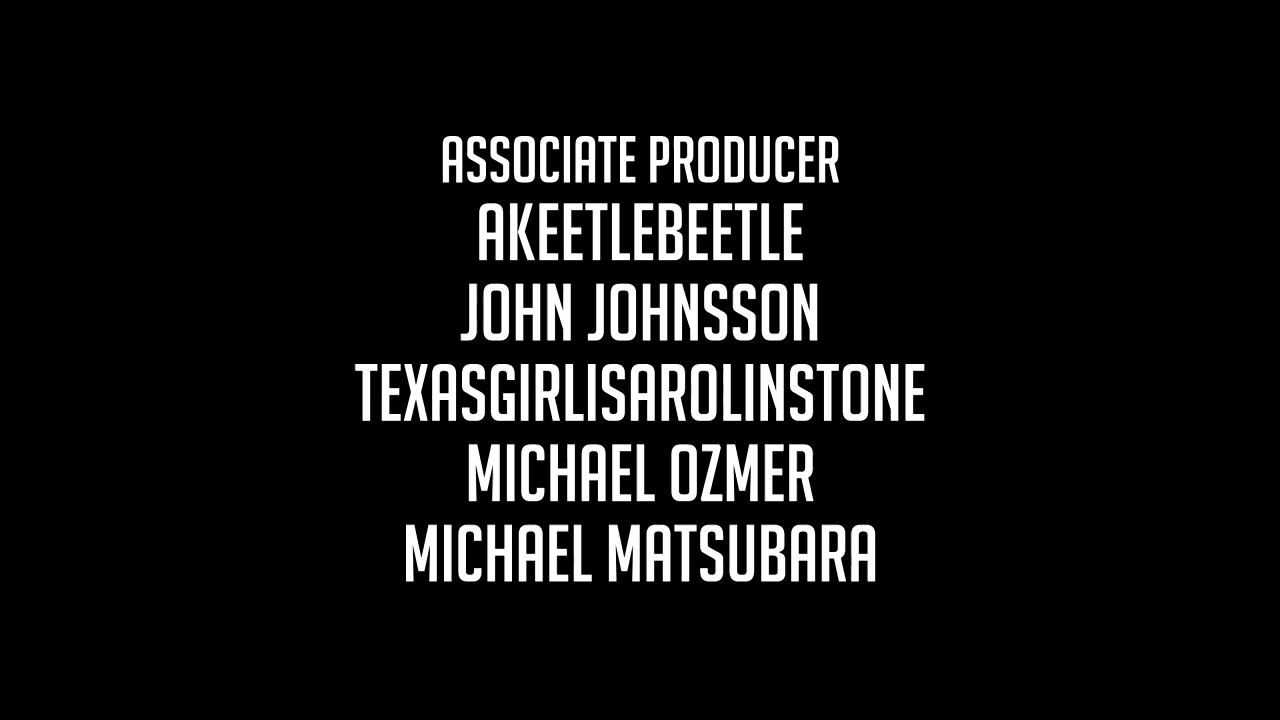 ASSOCIATE PRODUCER
AKEETLEBEETLE
JOHN JOHNSSON
TEXASGIRLISAROLINSTONE
MICHAEL OZMER
MICHAEL MATSUBARA